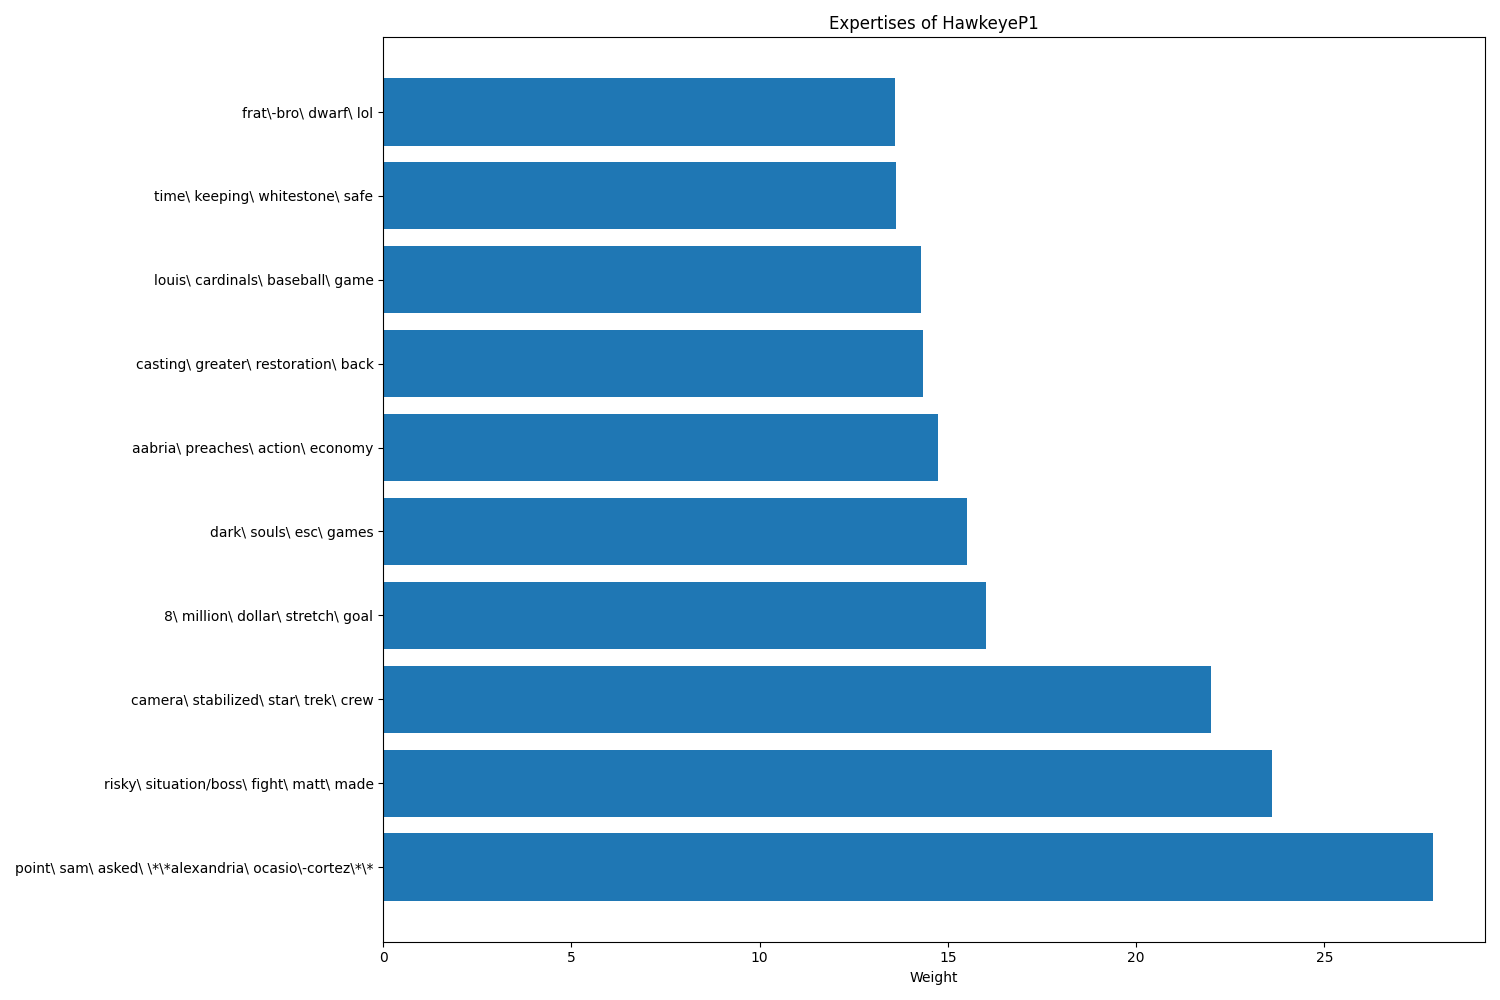 Expertises of HawkeyeP1
frat\-bro\ dwarf\ lol
time\ keeping\ whitestone\ safe
louis\ cardinals\ baseball\ game
casting\ greater\ restoration\ back
aabria\ preaches\ action\ economy
dark\ souls\ esc\ games
8\ million\ dollar\ stretch\ goal
camera\ stabilized\ star\ trek\ crew
risky\ situation/boss\ fight\ matt\ made
point\ sam\ asked\ \*\*alexandria\ ocasio\-cortez\*\*
0 5 10 15 20 25
Weight